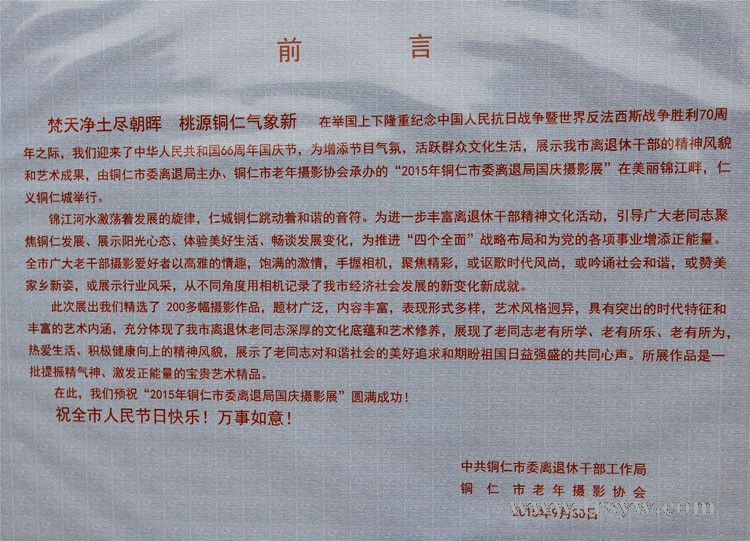 前 言
梵天净土尽朝晖 桃源铜仁气象新 在举国上下隆重纪念中国人民抗日战争暨世界反法西斯战争胜利70周
年之际，我们迎来了中华人民共和国66周年国庆节，为增添节目气氛，活跃群众文化生活，展示我市离退休干部的精神风貌
和艺术成果，由铜仁市委离退局主办、铜仁市老年摄影协会承办的“2015年铜仁市委离退局国庆摄影展”在美丽锦江畔，仁
义铜仁城举行。
锦江河水激荡着发展的旋律，仁城铜仁跳动着和谐的音符。为进一步丰富离退休干部精神文化活动，引导广大老同志聚
焦铜仁发展、展示阳光心态、体验美好生活、畅谈发展变化，为推进“四个全面”战略布局和为党的各项事业增添正能量。
全市广大老干部摄影爱好者以高雅的情趣，饱满的激情，手握相机，聚焦精彩，或讴歌时代风尚，或吟诵社会和谐，或赞美
家乡新姿，或展示行业风采，从不同角度用相机记录了我市经济社会发展的新变化新成就。
此次展出我们精选了 200多幅摄影作品，题材广泛，内容丰富，表现形式多样，艺术风格迥异，具有突出的时代特征和
丰富的艺术内涵，充分体现了我市离退休老同志深厚的文化底蕴和艺术修养，展现了老同志老有所学、老有所乐、老有所为，
热爱生活、积极健康向上的精神风貌，展示了老同志对和谐社会的美好追求和期盼祖国日益强盛的共同心声。所展作品是一
批提振精气神、激发正能量的宝贵艺术精品。
在此，我们预祝“2015年铜仁市委离退局国庆摄影展”圆满成功！
祝全市人民节日快乐！万事如意！
中共铜仁市委离退休干部工作局
铜仁市老年摄影协会
2015年9月30日